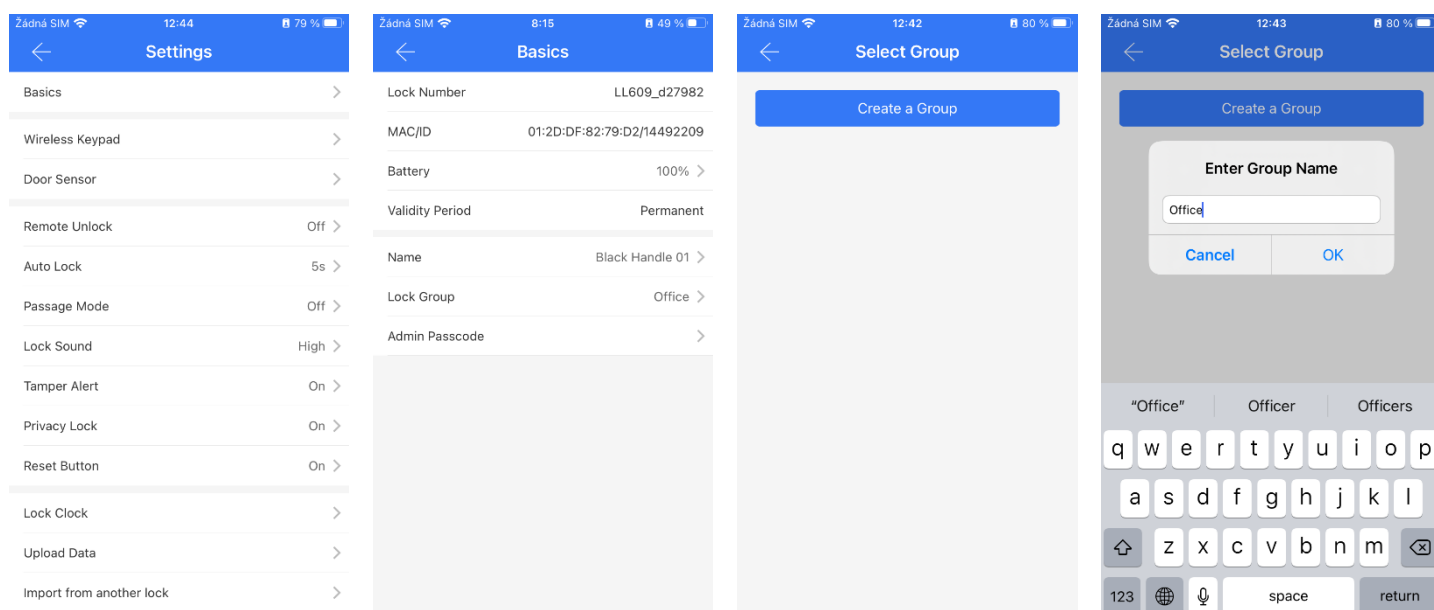 Žádná SIM 12:44 79 %
Settings
Basics
Wireless Keypad
Door Sensor
Remote Unlock Off
Auto Lock 5s
Passage Mode Off
Lock Sound High
Tamper Alert On
Privacy Lock On
Reset Button On
Lock Clock
Upload Data
Import from another lock
Žádná SIM 8:15 49 %
Basics
Lock Number LL609_d27982
MAC/ID 01:2D:DF:82:79:D2/14492209
Battery 100%
Validity Period Permanent
Name Black Handle 01
Lock Group Office
Admin Passcode
Žádná SIM 12:42 80 %
Select Group
Create a Group
Žádná SIM 12:43 80 %
Select Group
Create a Group
Enter Group Name
Office
Cancel OK
“Office” Officer Officers
q w e r t y u i o p
a s d f g h j k l
z x c v b n m
123 space return